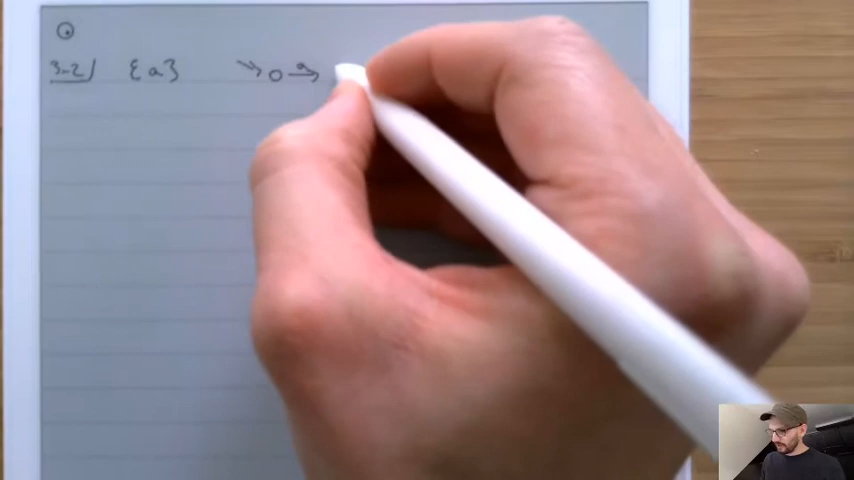 3-2) {a} → o a→